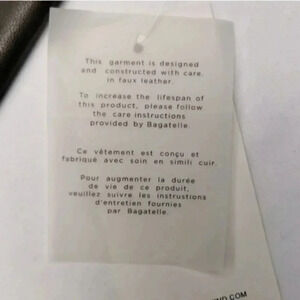 This garment is designed
and constructed with care
in faux leather.
To increase the lifespan of
this product, please follow
the care instructions
provided by Bagatelle.
Ce vêtement est conçu et
fabriqué avec soin en simili cuir.
Pour augmenter la durée
de vie de ce produit,
veuillez suivre les instrustions
d'entretien fournies
par Bagatelle.